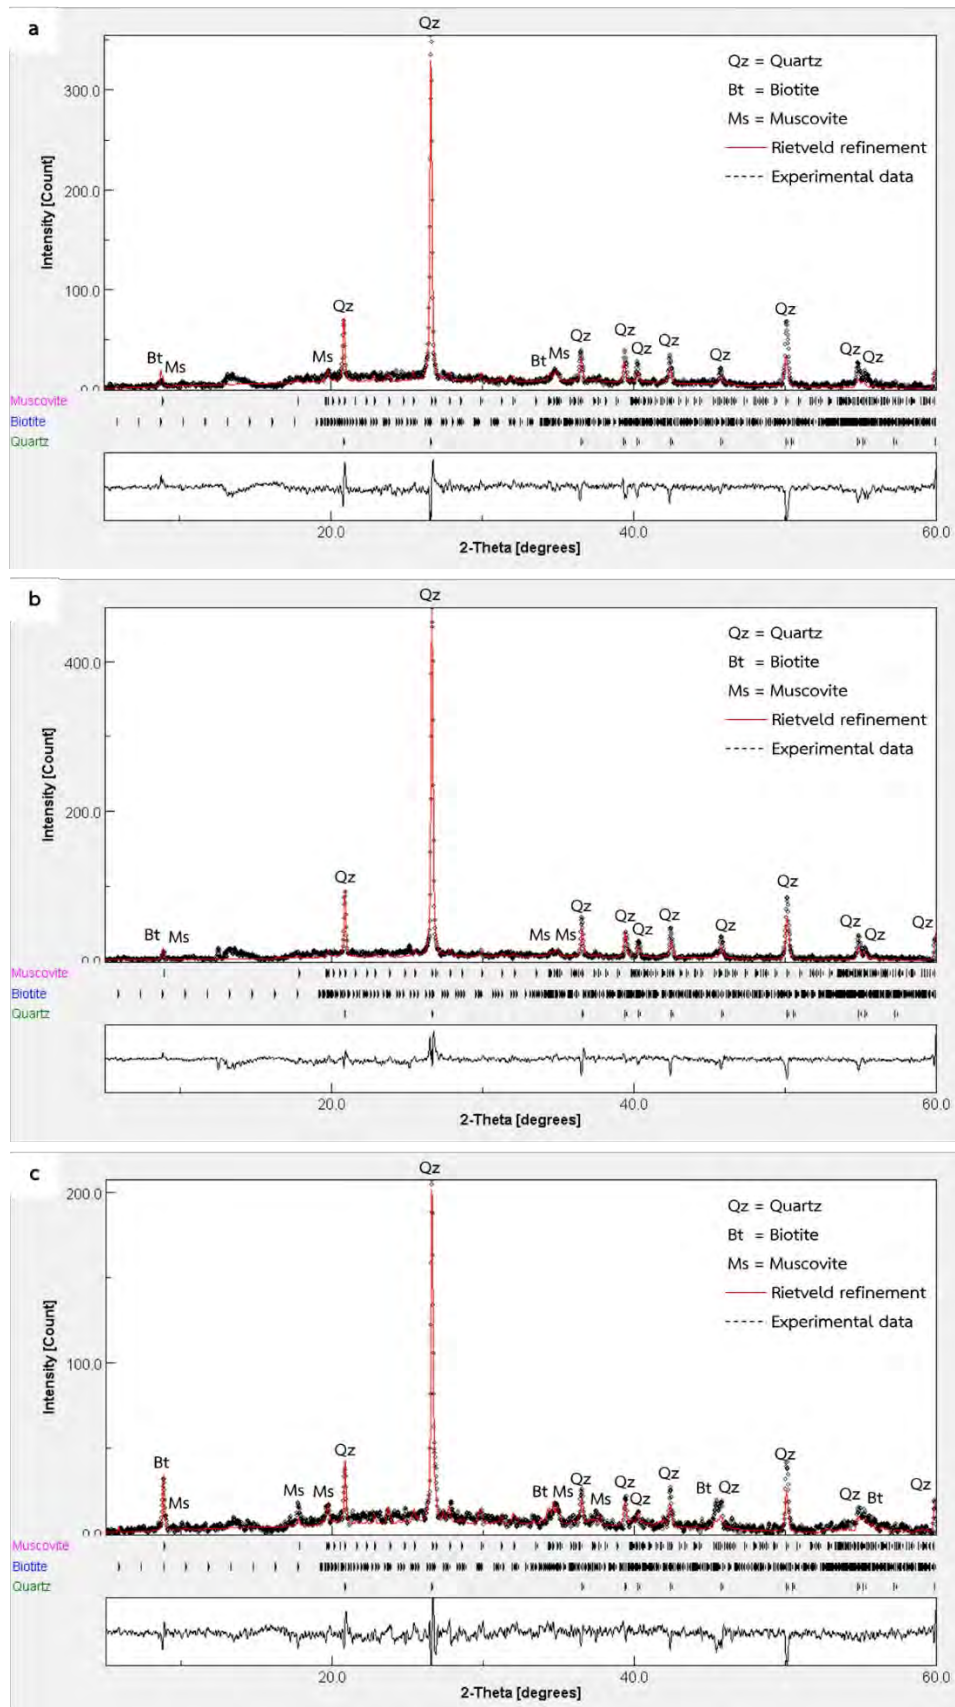 a
Qz
Qz = Quartz
Bt = Biotite
Ms = Muscovite
Rietveld refinement
Experimental data
Intensity [Count]
300.0
200.0
100.0
0.0
Bt
Ms
Ms
Qz
Bt
Ms
Qz
Qz
Qz
Qz
Qz
Qz
Qz
Qz
Muscovite
Biotite
Quartz
20.0
40.0
60.0
2-Theta [degrees]
b
Qz
Qz = Quartz
Bt = Biotite
Ms = Muscovite
Rietveld refinement
Experimental data
Intensity [Count]
400.0
200.0
0.0
Bt
Ms
Qz
Ms
Ms
Qz
Qz
Qz
Qz
Qz
Qz
Qz
Qz
Qz
Muscovite
Biotite
Quartz
20.0
40.0
60.0
2-Theta [degrees]
c
Qz
Qz = Quartz
Bt = Biotite
Ms = Muscovite
Rietveld refinement
Experimental data
Intensity [Count]
200.0
100.0
0.0
Bt
Ms
Ms
Ms
Qz
Bt
Ms
Qz
Ms
Qz
Qz
Qz
Bt
Qz
Qz
Qz
Bt
Qz
Muscovite
Biotite
Quartz
20.0
40.0
60.0
2-Theta [degrees]